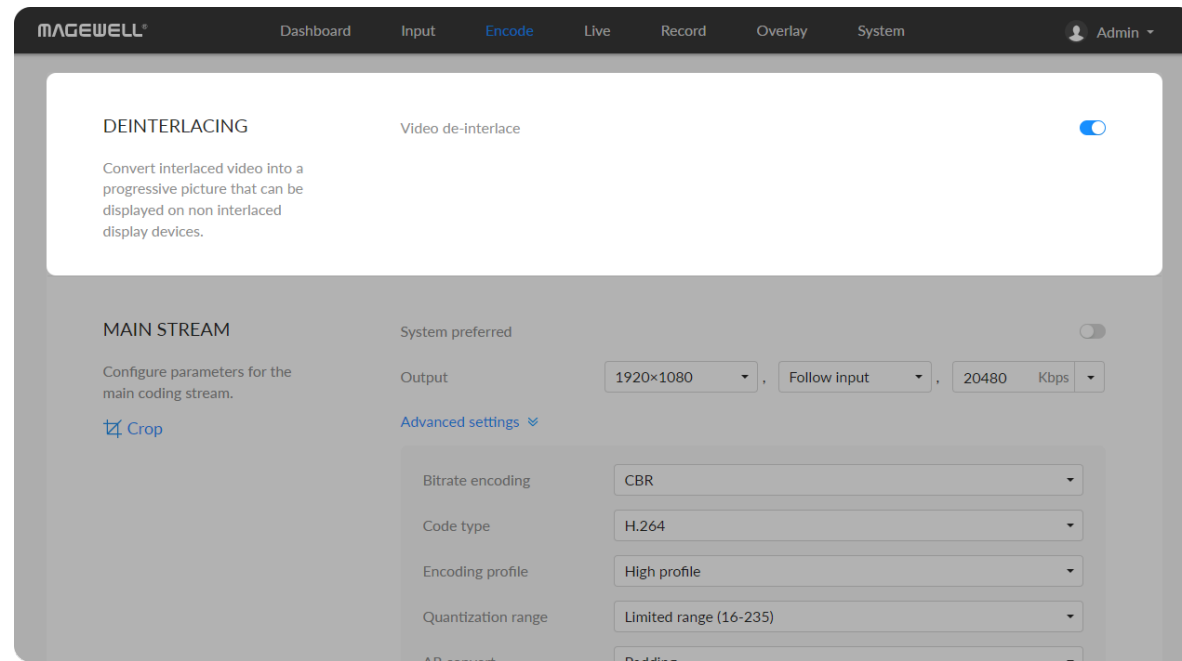 MAGEWELL® Dashboard Input Encode Live Record Overlay System Admin
DEINTERLACING Video de-interlace
Convert interlaced video into a
progressive picture that can be
displayed on non interlaced
display devices.
MAIN STREAM System preferred
Configure parameters for the
main coding stream.
Output 1920×1080 , Follow input , 20480 Kbps
Crop
Advanced settings
Bitrate encoding CBR
Code type H.264
Encoding profile High profile
Quantization range Limited range (16-235)
AR convert Padding